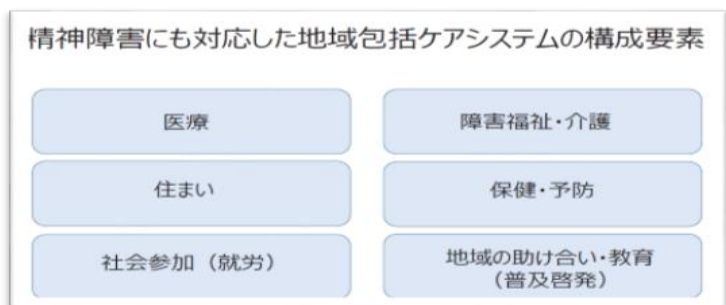 精神障害にも対応した地域包括ケアシステムの構成要素
医療
障害福祉・介護
住まい
保健・予防
社会参加（就労）
地域の助け合い・教育
（普及啓発）